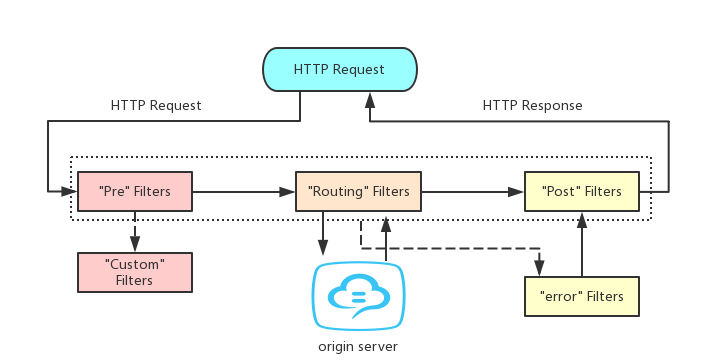 HTTP Request
HTTP Request
HTTP Response
"Pre" Filters
"Routing" Filters
"Post" Filters
"Custom"
Filters
"error" Filters
origin server